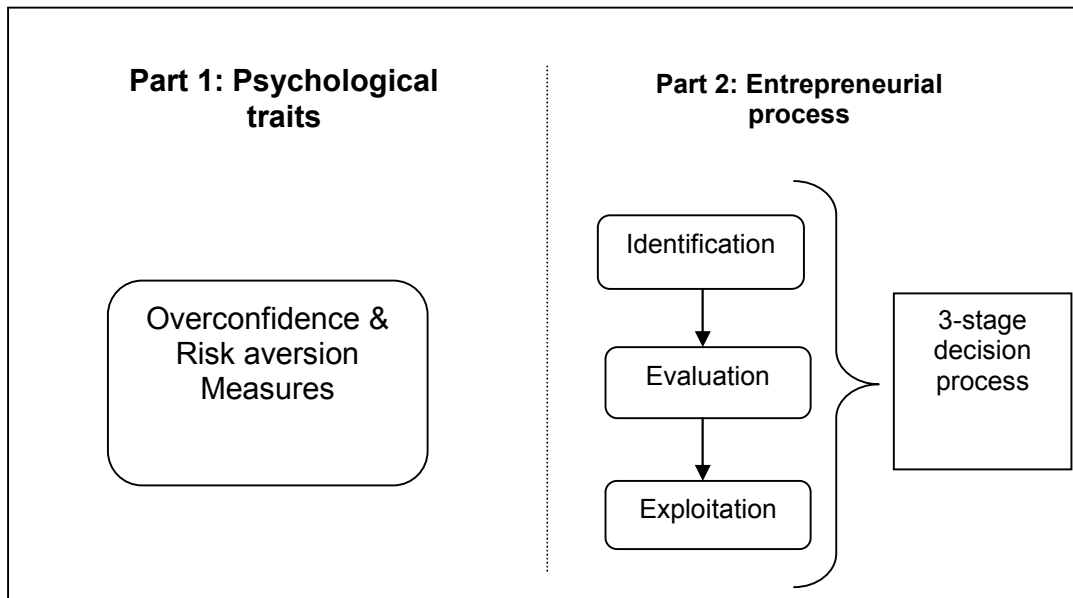 Part 1: Psychological
traits
Overconfidence &
Risk aversion
Measures
Part 2: Entrepreneurial
process
Identification
Evaluation
Exploitation
3-stage
decision
process